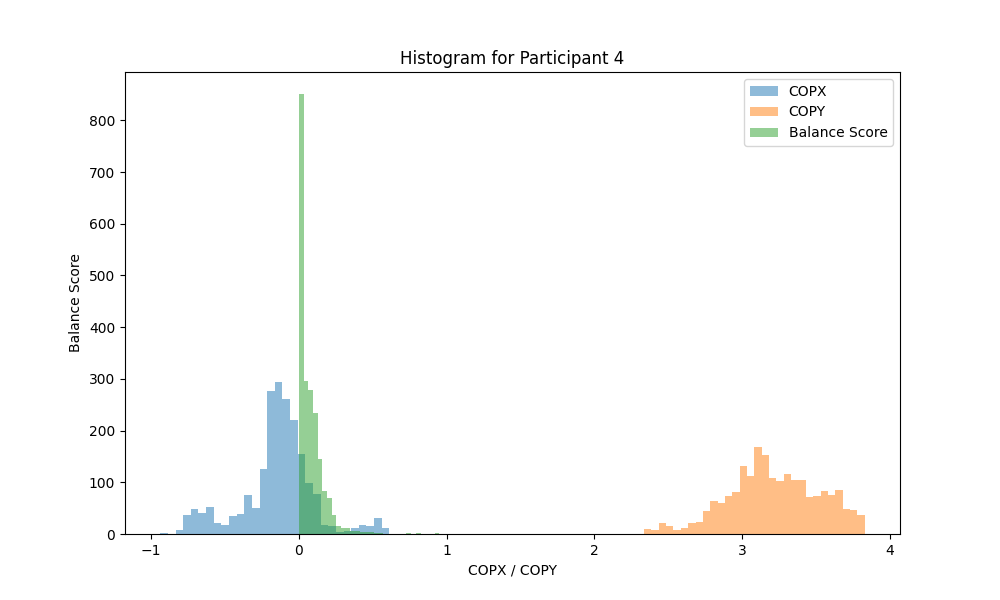 Histogram for Participant 4
COPX
COPY
Balance Score
Balance Score
800
700
600
500
400
300
200
100
0
−1 0 1 2 3 4
COPX / COPY